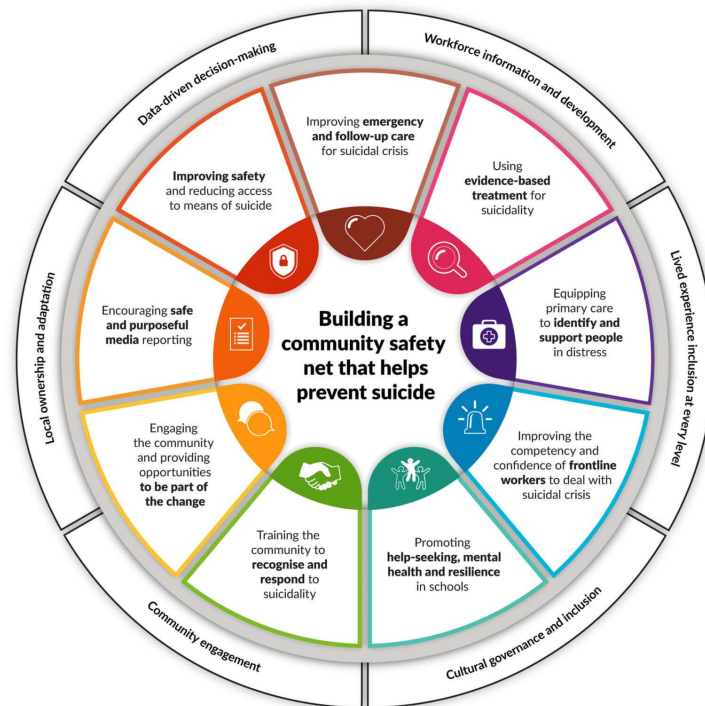 Data-driven decision-making
Workforce information and development
Lived experience inclusion at every level
Cultural governance and inclusion
Community engagement
Local ownership and adaptation
Improving emergency
and follow-up care
for suicidal crisis
Using
evidence-based
treatment for
suicidality
Equipping
primary care
to identify and
support people
in distress
Improving the
competency and
confidence of frontline
workers to deal with
suicidal crisis
Promoting
help-seeking, mental
health and resilience
in schools
Training the
community to
recognise and
respond to
suicidality
Engaging
the community
and providing
opportunities
to be part of
the change
Encouraging safe
and purposeful
media reporting
Improving safety
and reducing access
to means of suicide
Building a
community safety
net that helps
prevent suicide